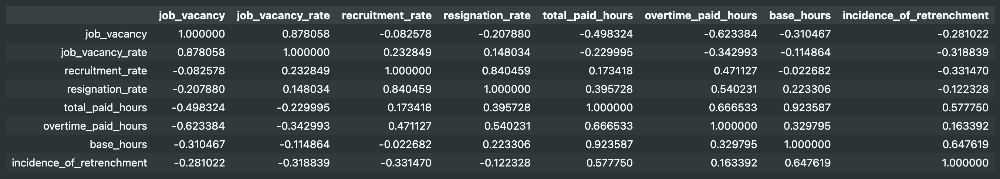 job_vacancy job_vacancy_rate recruitment_rate resignation_rate total_paid_hours overtime_paid_hours base_hours incidence_of_retrenchment
job_vacancy 1.000000 0.878058 -0.082578 -0.207880 -0.498324 -0.623384 -0.310467 -0.281022
job_vacancy_rate 0.878058 1.000000 0.232849 0.148034 -0.229995 -0.342993 -0.114864 -0.318839
recruitment_rate -0.082578 0.232849 1.000000 0.840459 0.173418 0.471127 -0.022682 -0.331470
resignation_rate -0.207880 0.148034 0.840459 1.000000 0.395728 0.540231 0.223306 -0.122328
total_paid_hours -0.498324 -0.229995 0.173418 0.395728 1.000000 0.666533 0.923587 0.577750
overtime_paid_hours -0.623384 -0.342993 0.471127 0.540231 0.666533 1.000000 0.329795 0.163392
base_hours -0.310467 -0.114864 -0.022682 0.223306 0.923587 0.329795 1.000000 0.647619
incidence_of_retrenchment -0.281022 -0.318839 -0.331470 -0.122328 0.577750 0.163392 0.647619 1.000000